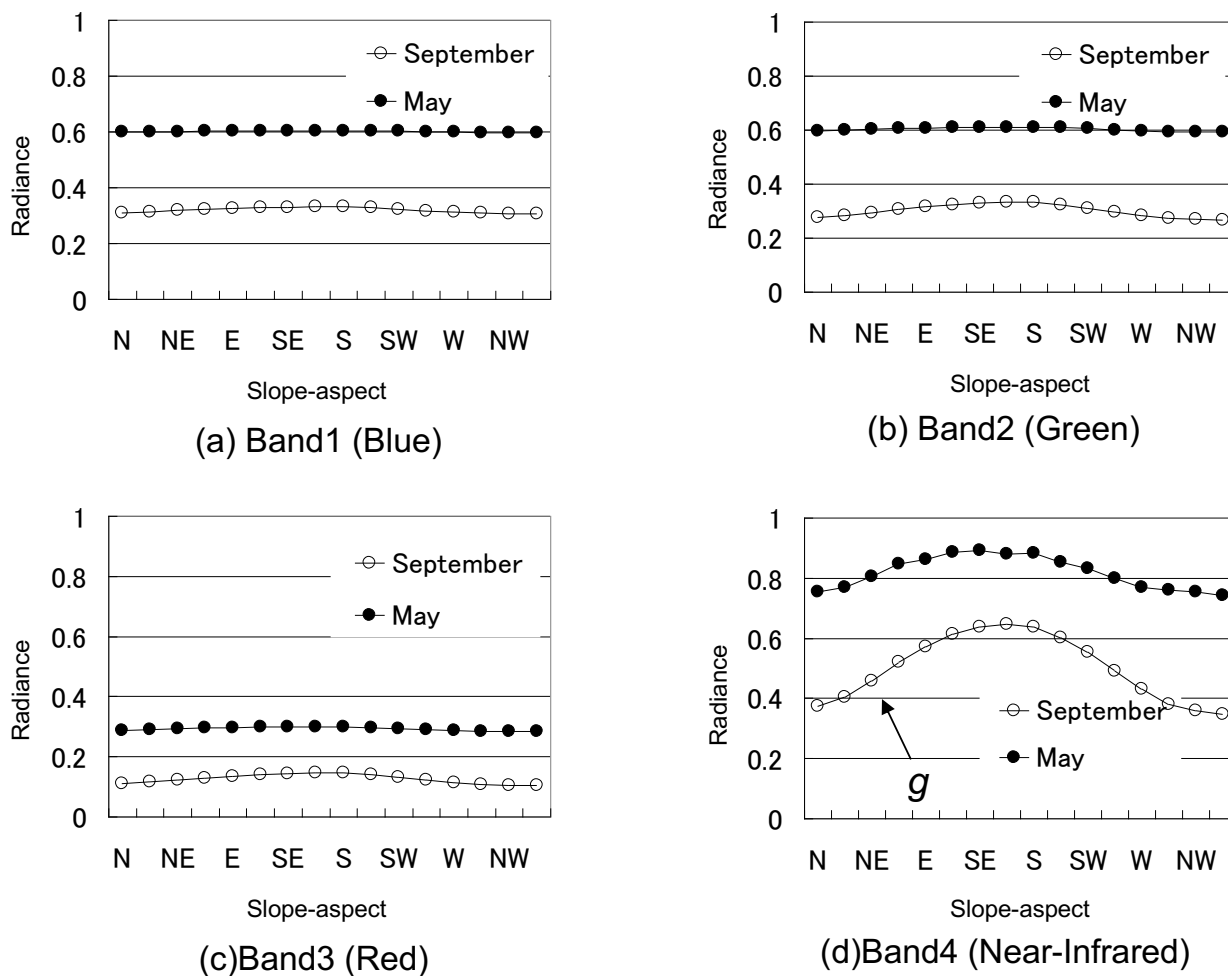 1
0.8
0.6
0.4
0.2
0
Radiance
September
May
N NE E SE S SW W NW
Slope-aspect
(a) Band1 (Blue)
1
0.8
0.6
0.4
0.2
0
Radiance
September
May
N NE E SE S SW W NW
Slope-aspect
(b) Band2 (Green)
1
0.8
0.6
0.4
0.2
0
Radiance
September
May
N NE E SE S SW W NW
Slope-aspect
(c)Band3 (Red)
1
0.8
0.6
0.4
0.2
0
Radiance
September
May
g
N NE E SE S SW W NW
Slope-aspect
(d)Band4 (Near-Infrared)